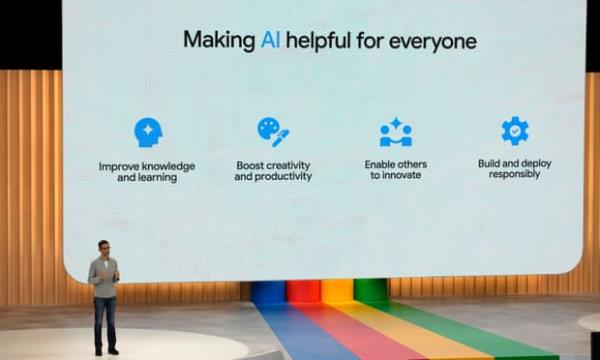 Making AI helpful for everyone
Improve knowledge
and learning
Boost creativity
and productivity
Enable others
to innovate
Build and deploy
responsibly